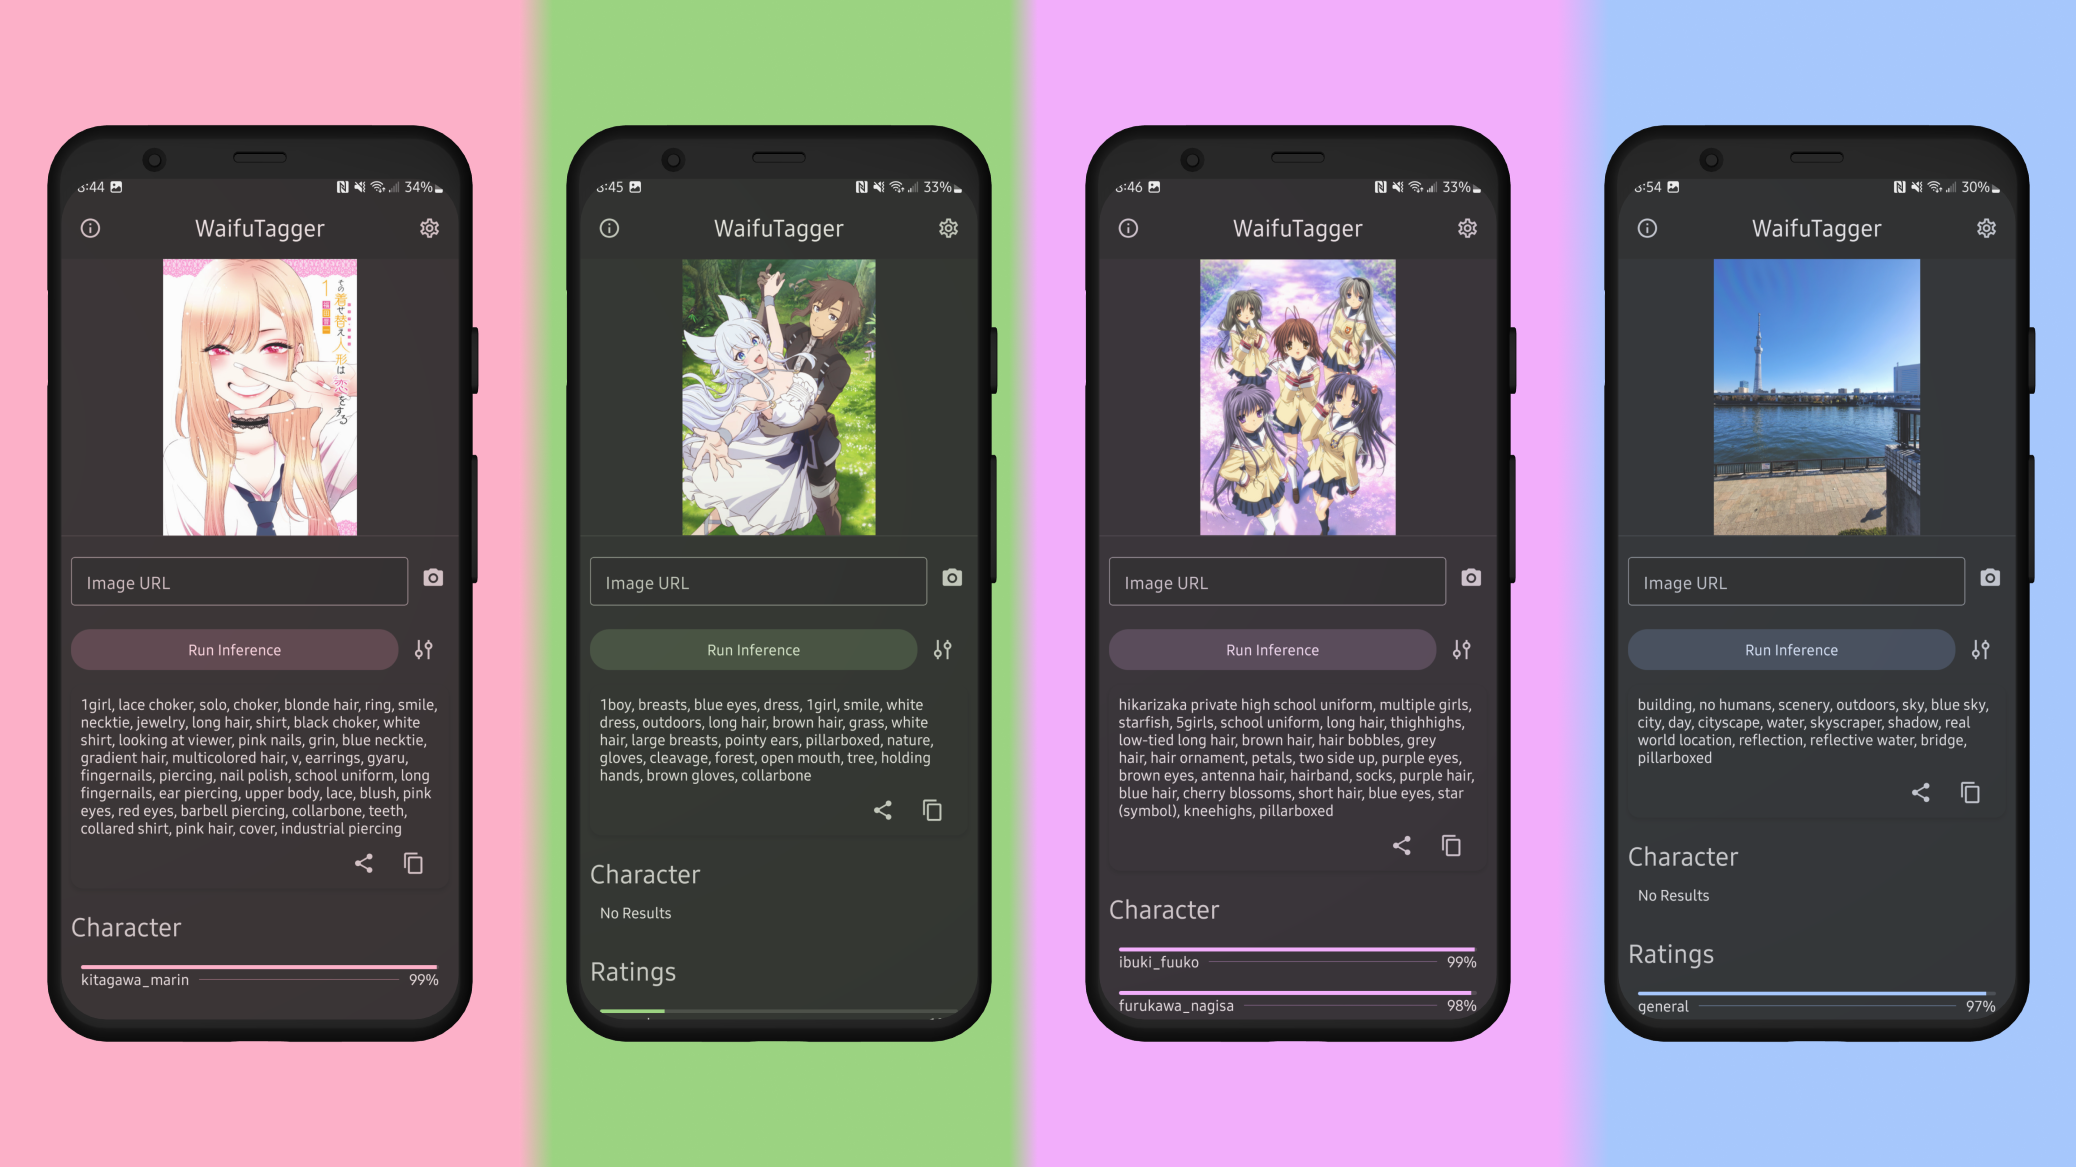 6:44
34%
WaifuTagger
1
その着せ替え人形は恋をする
福田晋一
Image URL
Run Inference
1girl, lace choker, solo, choker, blonde hair, ring, smile,
necktie, jewelry, long hair, shirt, black choker, white
shirt, looking at viewer, pink nails, grin, blue necktie,
gradient hair, multicolored hair, v, earrings, gyaru,
fingernails, piercing, nail polish, school uniform, long
fingernails, ear piercing, upper body, lace, blush, pink
eyes, red eyes, barbell piercing, collarbone, teeth,
collared shirt, pink hair, cover, industrial piercing
Character
kitagawa_marin 99%
6:45
33%
WaifuTagger
Image URL
Run Inference
1boy, breasts, blue eyes, dress, 1girl, smile, white
dress, outdoors, long hair, brown hair, grass, white
hair, large breasts, pointy ears, pillarboxed, nature,
gloves, cleavage, forest, open mouth, tree, holding
hands, brown gloves, collarbone
Character
No Results
Ratings
6:46
33%
WaifuTagger
Image URL
Run Inference
hikarizaka private high school uniform, multiple girls,
starfish, 5girls, school uniform, long hair, thighhighs,
low-tied long hair, brown hair, hair bobbles, grey
hair, hair ornament, petals, two side up, purple eyes,
brown eyes, antenna hair, hairband, socks, purple hair,
blue hair, cherry blossoms, short hair, blue eyes, star
(symbol), kneehighs, pillarboxed
Character
ibuki_fuuko 99%
furukawa_nagisa 98%
6:54
30%
WaifuTagger
Image URL
Run Inference
building, no humans, scenery, outdoors, sky, blue sky,
city, day, cityscape, water, skyscraper, shadow, real
world location, reflection, reflective water, bridge,
pillarboxed
Character
No Results
Ratings
general 97%